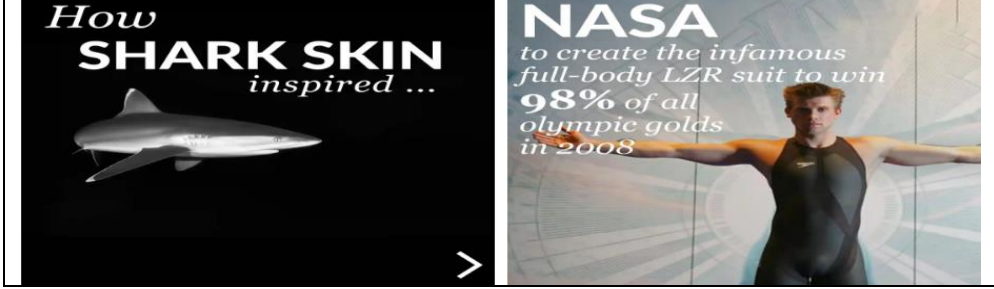 How
SHARK SKIN
inspired ...
>
NASA
to create the infamous
full-body LZR suit to win
98% of all
olympic golds
in 2008